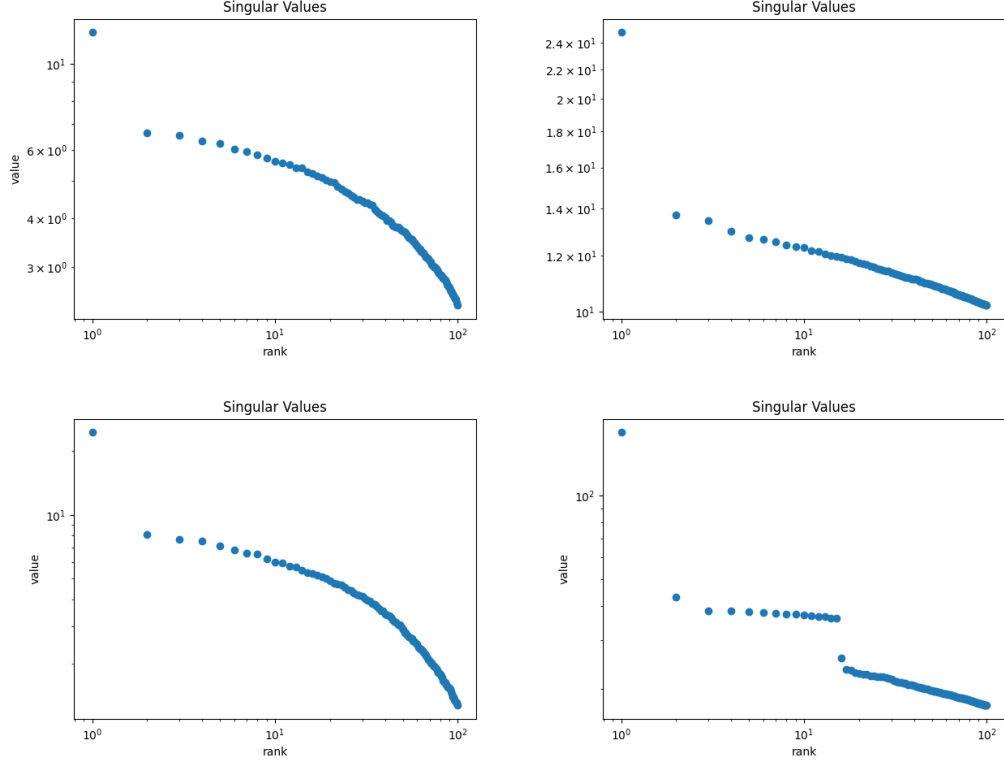 Singular Values
10¹
6 × 10⁰
4 × 10⁰
3 × 10⁰
value
10⁰
10¹
10²
rank
Singular Values
2.4 × 10¹
2.2 × 10¹
2 × 10¹
1.8 × 10¹
1.6 × 10¹
1.4 × 10¹
1.2 × 10¹
10¹
value
10⁰
10¹
10²
rank
Singular Values
10¹
value
10⁰
10¹
10²
rank
Singular Values
10²
value
10⁰
10¹
10²
rank